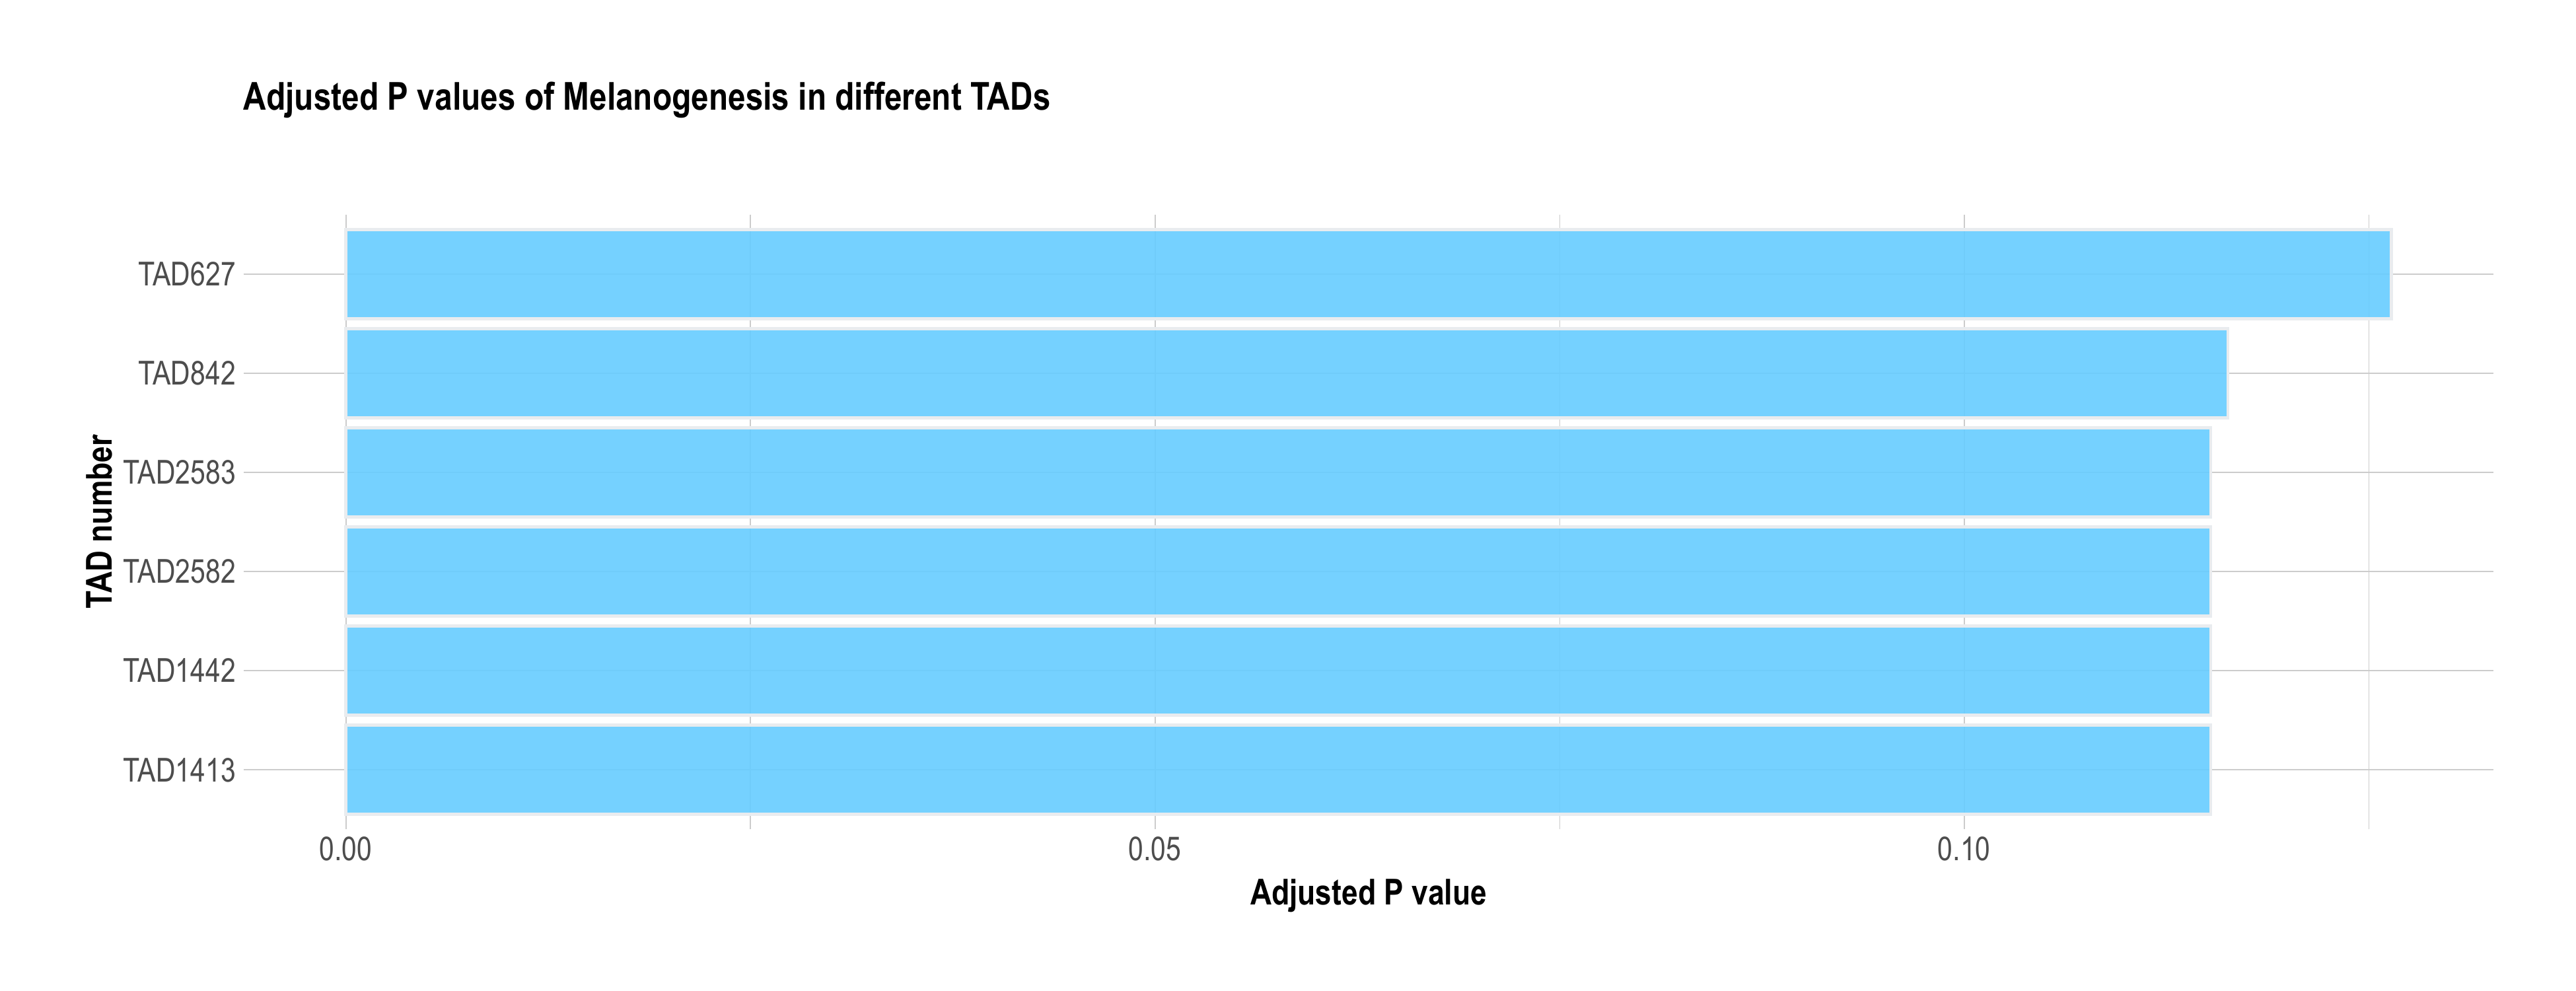 Adjusted P values of Melanogenesis in different TADs
TAD number
TAD627
TAD842
TAD2583
TAD2582
TAD1442
TAD1413
0.00 0.05 0.10
Adjusted P value